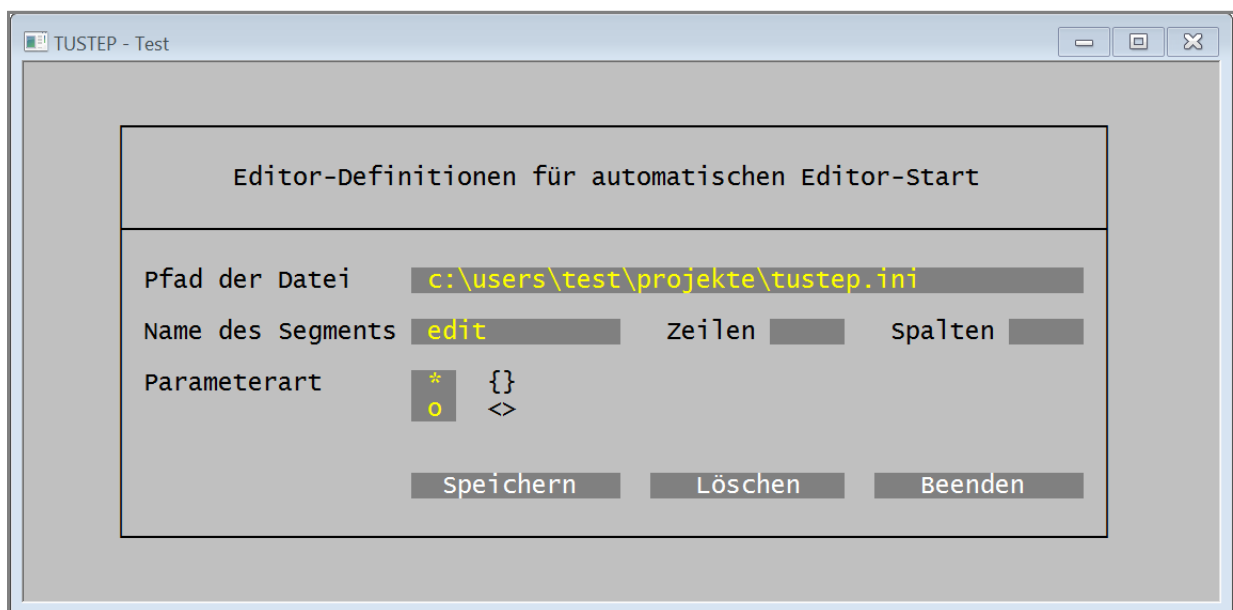 TUSTEP - Test
Editor-Definitionen für automatischen Editor-Start
Pfad der Datei c:\users\test\projekte\tustep.ini
Name des Segments edit Zeilen Spalten
Parameterart * {}
o <>
Speichern Löschen Beenden